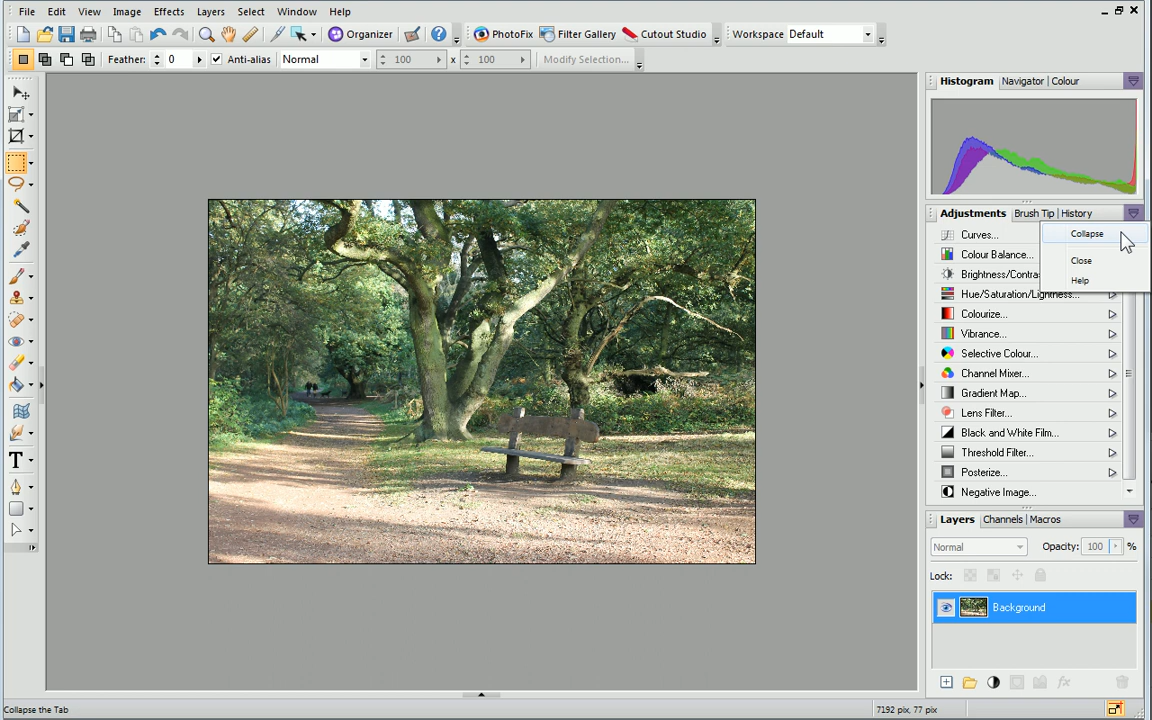 File Edit View Image Effects Layers Select Window Help
Organizer PhotoFix Filter Gallery Cutout Studio Workspace Default
Feather: 0 Anti-alias Normal 100 x 100 Modify Selection...
Histogram Navigator | Colour
Adjustments Brush Tip | History
Collapse
Close
Help
Curves...
Colour Balance...
Brightness/Contra
Hue/Saturation/Lightness...
Colourize...
Vibrance...
Selective Colour...
Channel Mixer...
Gradient Map...
Lens Filter...
Black and White Film...
Threshold Filter...
Posterize...
Negative Image...
Layers Channels | Macros
Normal Opacity: 100 %
Lock:
Background
Collapse the Tab 7192 pix, 77 pix